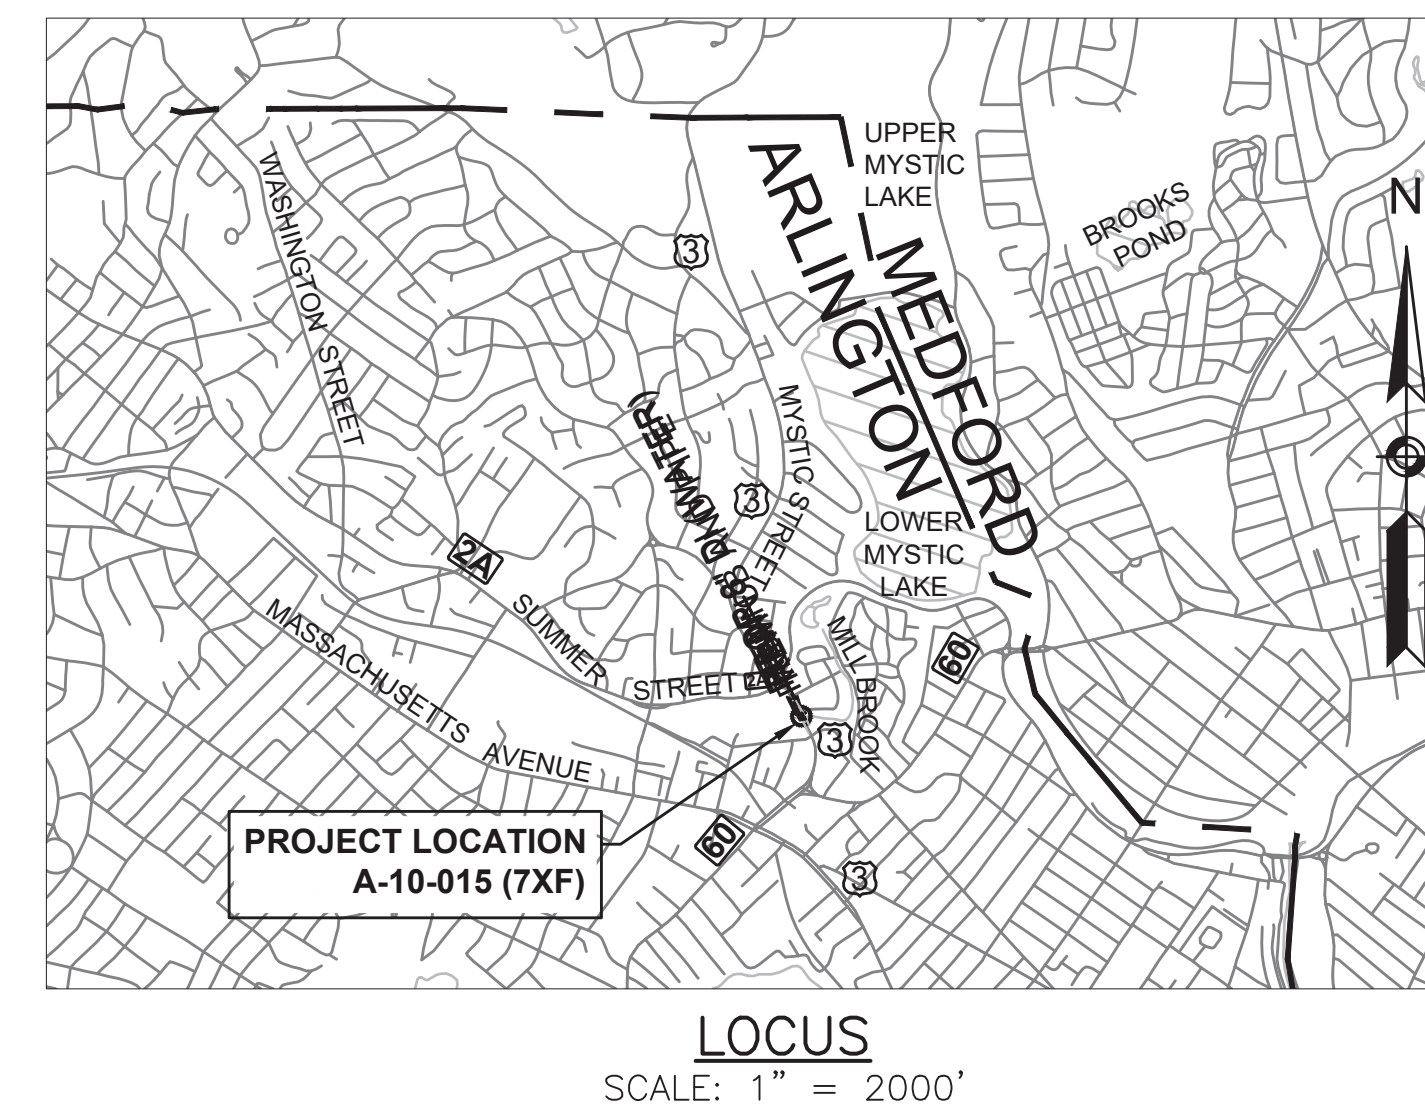 UPPER
MYSTIC
LAKE
ARLINGTON
MEDFORD
BROOKS
POND
N
WASHINGTON STREET
3
MYSTIC STREET
3
LOWER
MYSTIC
LAKE
2A
SUMMER
STREET
2A
MASSACHUSETTS AVENUE
MILL BROOK
60
3
PROJECT LOCATION
A-10-015 (7XF)
60
3
LOCUS
SCALE: 1" = 2000'